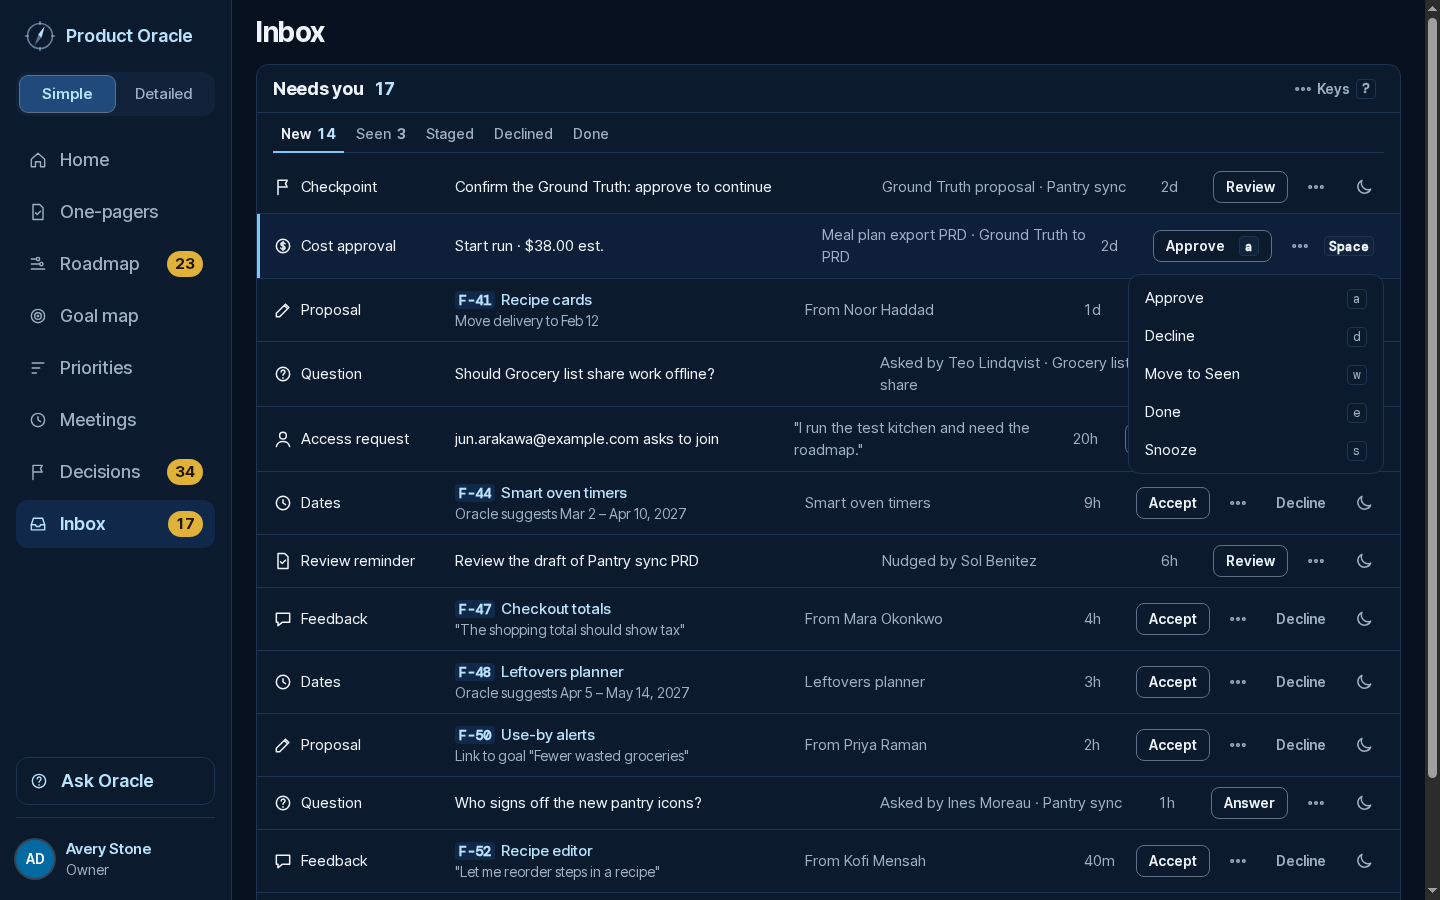 Product Oracle
Simple
Detailed
Home
One-pagers
Roadmap 23
Goal map
Priorities
Meetings
Decisions 34
Inbox 17
Ask Oracle
AD
Avery Stone
Owner
Inbox
Needs you 17
••• Keys ?
New 14 Seen 3 Staged Declined Done
Checkpoint Confirm the Ground Truth: approve to continue Ground Truth proposal · Pantry sync 2d Review
Cost approval Start run · $38.00 est. Meal plan export PRD · Ground Truth to
PRD 2d Approve a Space
Approve a
Decline d
Move to Seen w
Done e
Snooze s
Proposal F-41 Recipe cards From Noor Haddad 1d
Move delivery to Feb 12
Question Should Grocery list share work offline? Asked by Teo Lindqvist · Grocery list
share
Access request jun.arakawa@example.com asks to join "I run the test kitchen and need the
roadmap." 20h
Dates F-44 Smart oven timers Smart oven timers 9h Accept Decline
Oracle suggests Mar 2 – Apr 10, 2027
Review reminder Review the draft of Pantry sync PRD Nudged by Sol Benitez 6h Review
Feedback F-47 Checkout totals From Mara Okonkwo 4h Accept Decline
"The shopping total should show tax"
Dates F-48 Leftovers planner Leftovers planner 3h Accept Decline
Oracle suggests Apr 5 – May 14, 2027
Proposal F-50 Use-by alerts From Priya Raman 2h Accept Decline
Link to goal "Fewer wasted groceries"
Question Who signs off the new pantry icons? Asked by Ines Moreau · Pantry sync 1h Answer
Feedback F-52 Recipe editor From Kofi Mensah 40m Accept Decline
"Let me reorder steps in a recipe"